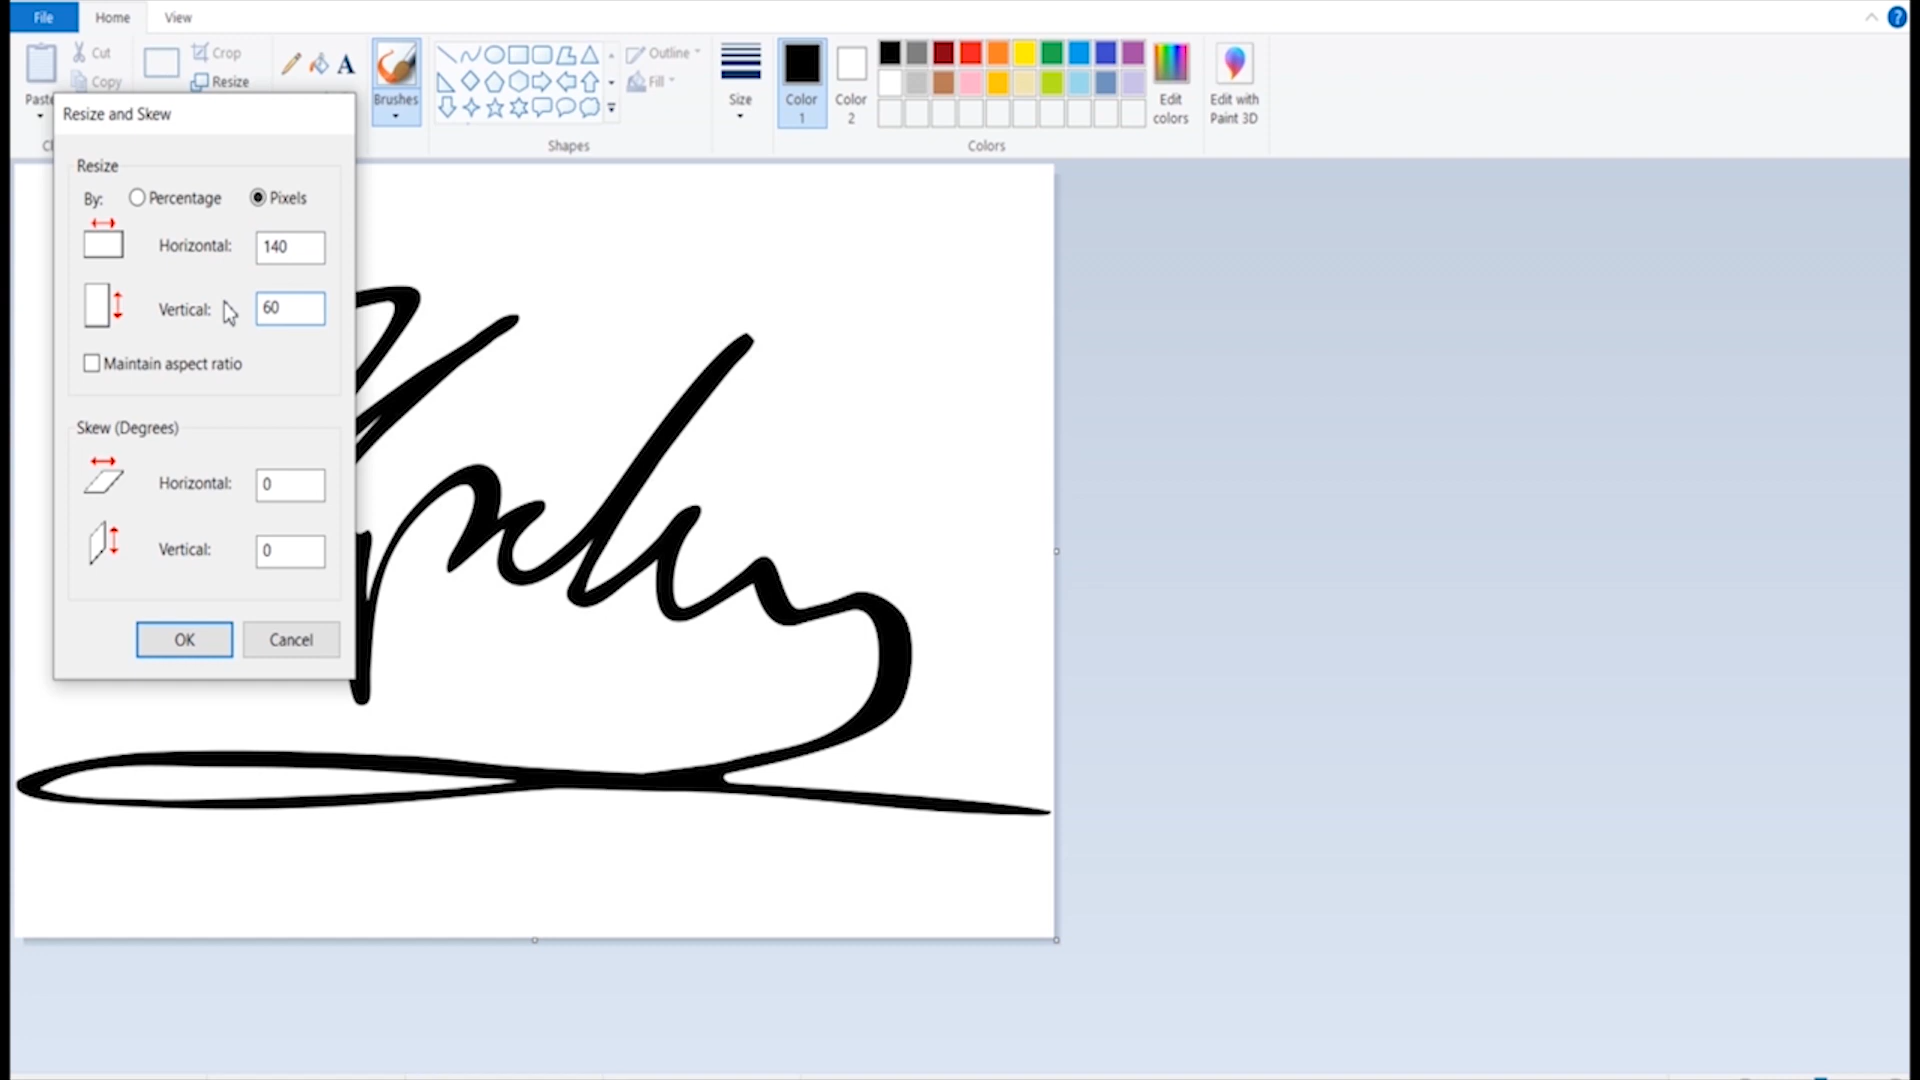 File Home View
Paste
Cut
Copy
Crop
Resize
A
Brushes
Outline
Fill
Shapes
Size
Color 1
Color 2
Colors
Edit colors
Edit with Paint 3D
?
Resize and Skew
Resize
By: Percentage Pixels
Horizontal: 140
Vertical: 60
Maintain aspect ratio
Skew (Degrees)
Horizontal: 0
Vertical: 0
OK Cancel